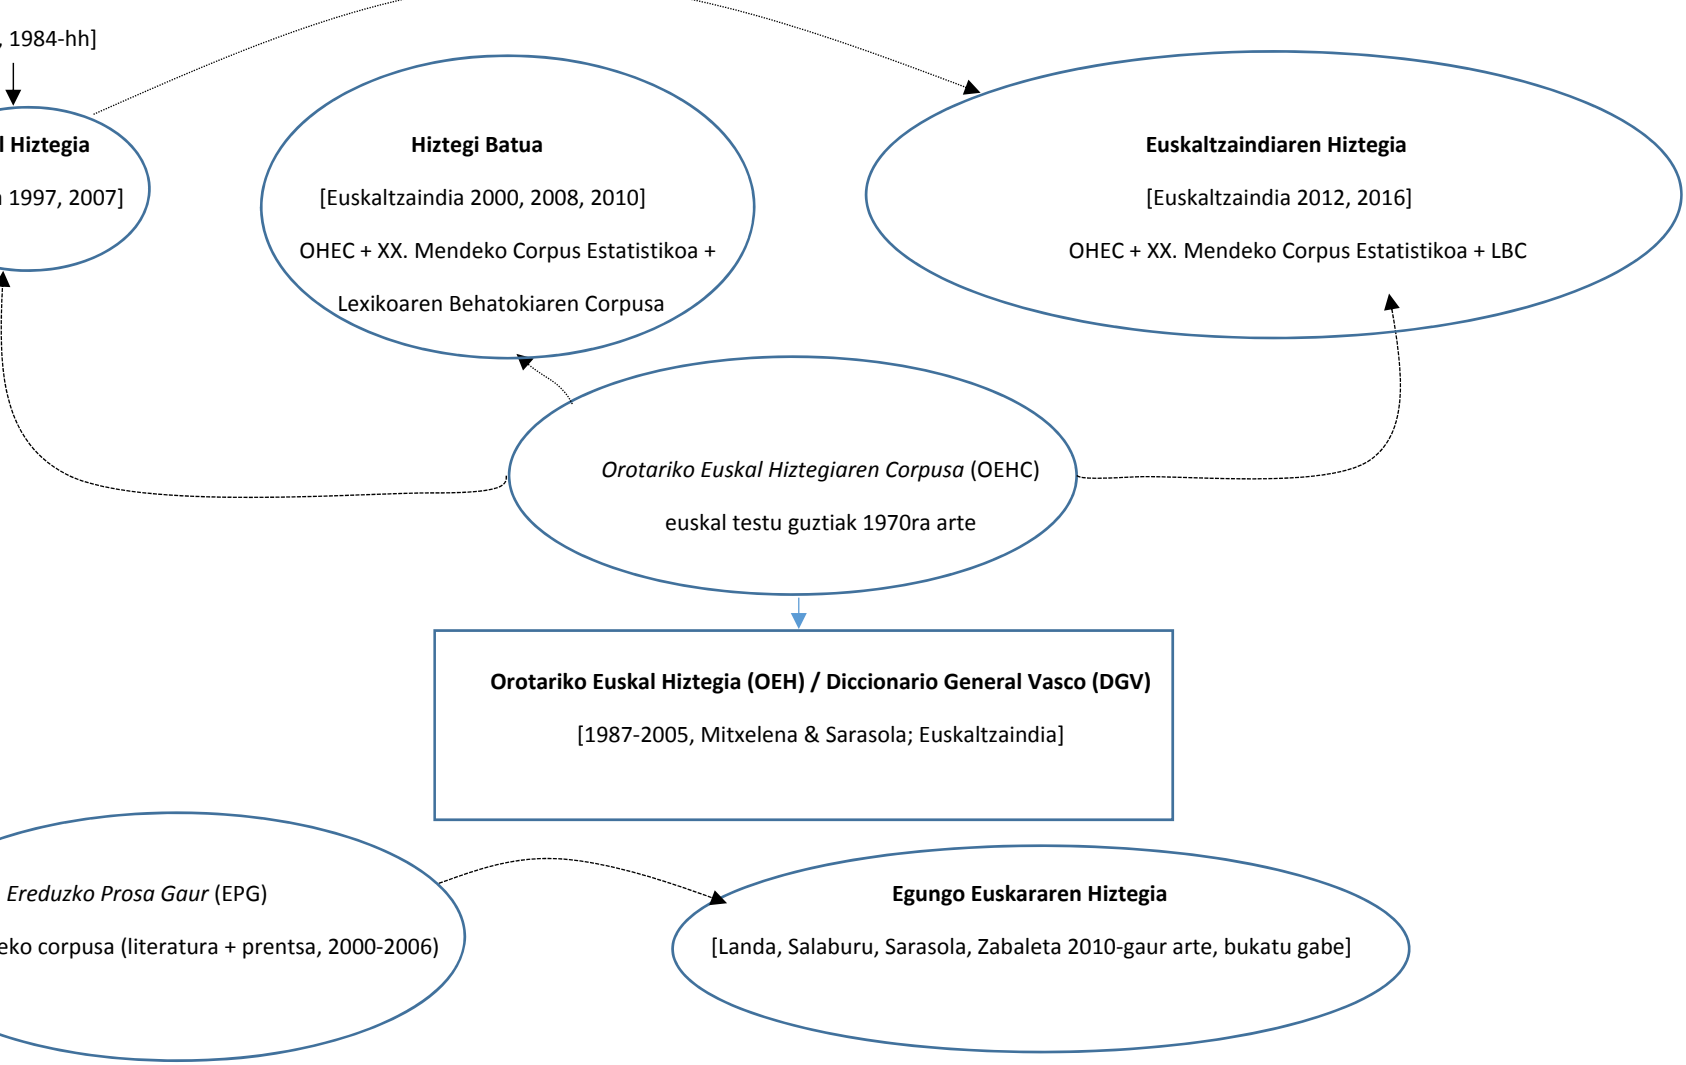 , 1984-hh]
l Hiztegia
1997, 2007]
Hiztegi Batua
[Euskaltzaindia 2000, 2008, 2010]
OHEC + XX. Mendeko Corpus Estatistikoa +
Lexikoaren Behatokiaren Corpusa
Euskaltzaindiaren Hiztegia
[Euskaltzaindia 2012, 2016]
OHEC + XX. Mendeko Corpus Estatistikoa + LBC
Orotariko Euskal Hiztegiaren Corpusa (OEHC)
euskal testu guztiak 1970ra arte
Orotariko Euskal Hiztegia (OEH) / Diccionario General Vasco (DGV)
[1987-2005, Mitxelena & Sarasola; Euskaltzaindia]
Ereduzko Prosa Gaur (EPG)
eko corpusa (literatura + prentsa, 2000-2006)
Egungo Euskararen Hiztegia
[Landa, Salaburu, Sarasola, Zabaleta 2010-gaur arte, bukatu gabe]